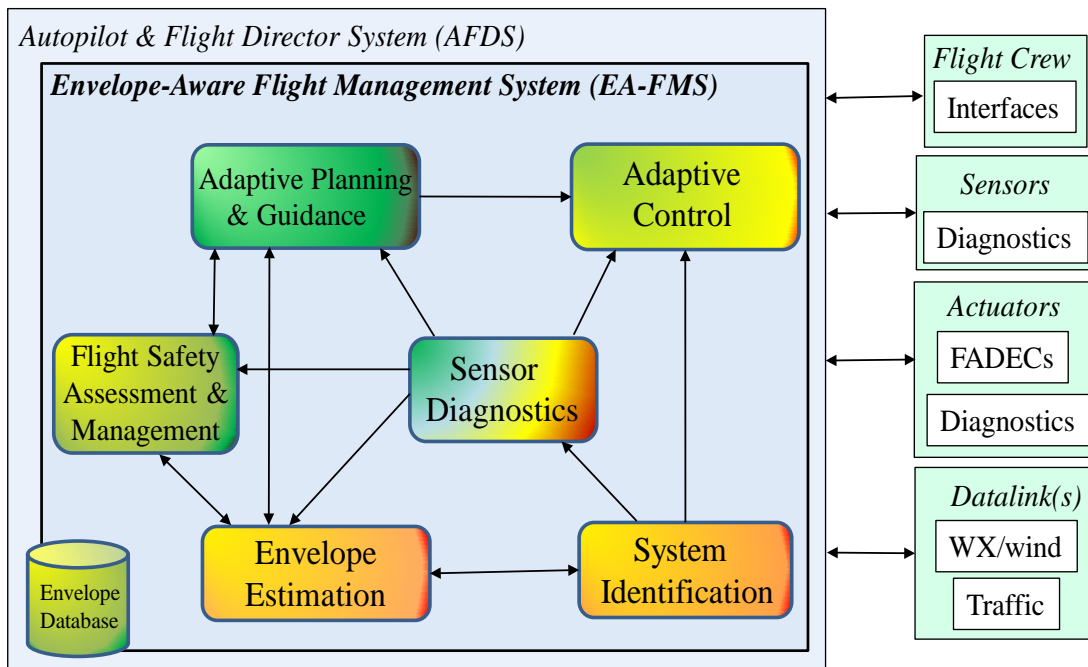 Autopilot & Flight Director System (AFDS)
Envelope-Aware Flight Management System (EA-FMS)
Adaptive Planning
& Guidance
Adaptive
Control
Flight Safety
Assessment &
Management
Sensor
Diagnostics
Envelope
Estimation
System
Identification
Envelope
Database
Flight Crew
Interfaces
Sensors
Diagnostics
Actuators
FADECs
Diagnostics
Datalink(s)
WX/wind
Traffic